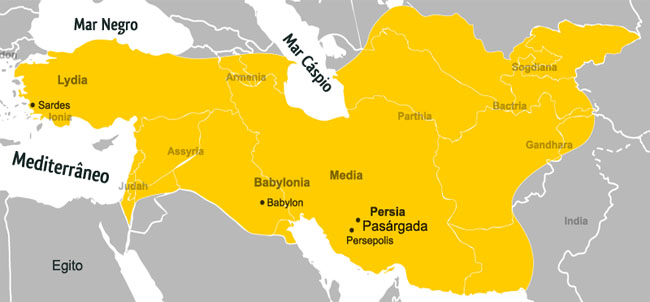 Mar Negro
Mar Cáspio
Sogdiana
Lydia
Armenia
Sardes
Ionia
Bactria
Parthia
Gandhara
Assyria
Mediterrâneo
Media
Babylonia
Judah
Babylon
Persia
Pasárgada
Persepolis
India
Egito